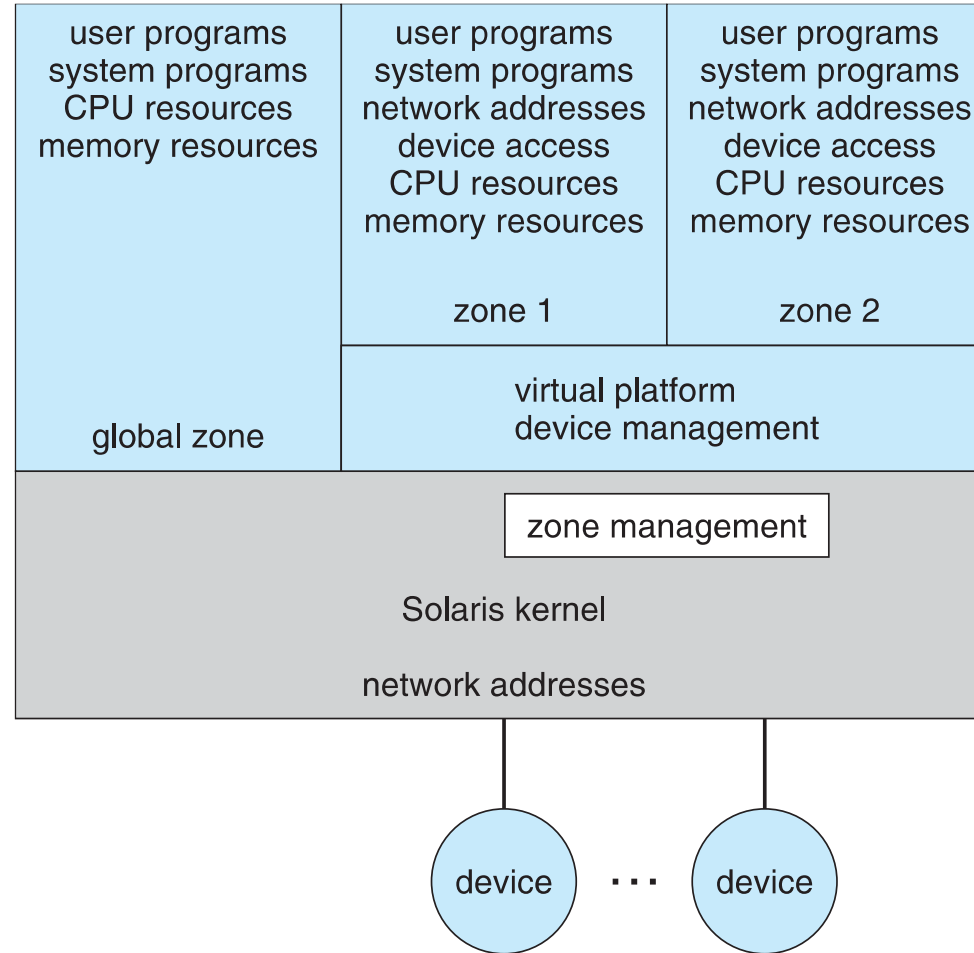 user programs
system programs
CPU resources
memory resources
global zone
user programs
system programs
network addresses
device access
CPU resources
memory resources
zone 1
user programs
system programs
network addresses
device access
CPU resources
memory resources
zone 2
virtual platform
device management
zone management
Solaris kernel
network addresses
device
...
device